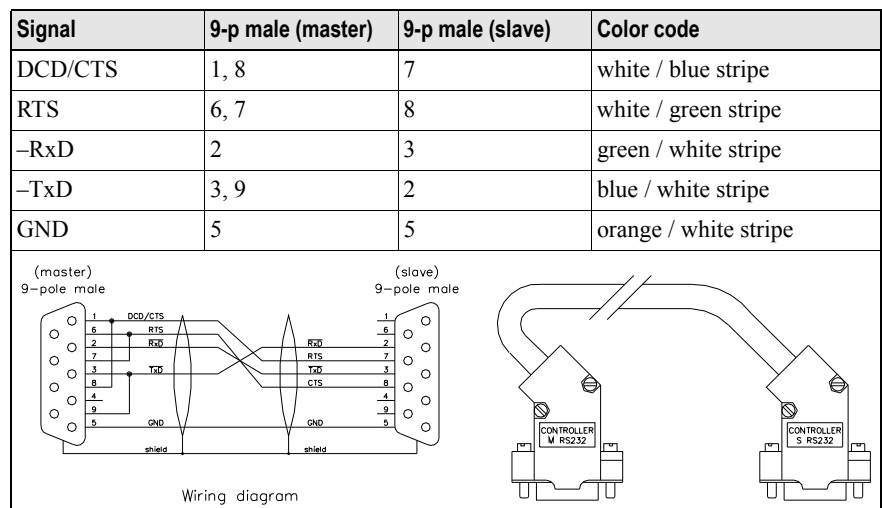 Signal 9-p male (master) 9-p male (slave) Color code
DCD/CTS 1, 8 7 white / blue stripe
RTS 6, 7 8 white / green stripe
–RxD 2 3 green / white stripe
–TxD 3, 9 2 blue / white stripe
GND 5 5 orange / white stripe
(master)
9-pole male
(slave)
9-pole male
1 DCD/CTS 1
6 RTS 6
2 RxD RxD 2
7 RTS 7
3 TxD TxD 3
8 CTS 8
4 4
9 9
5 GND GND 5
shield shield
Wiring diagram
CONTROLLER
M RS232
CONTROLLER
S RS232